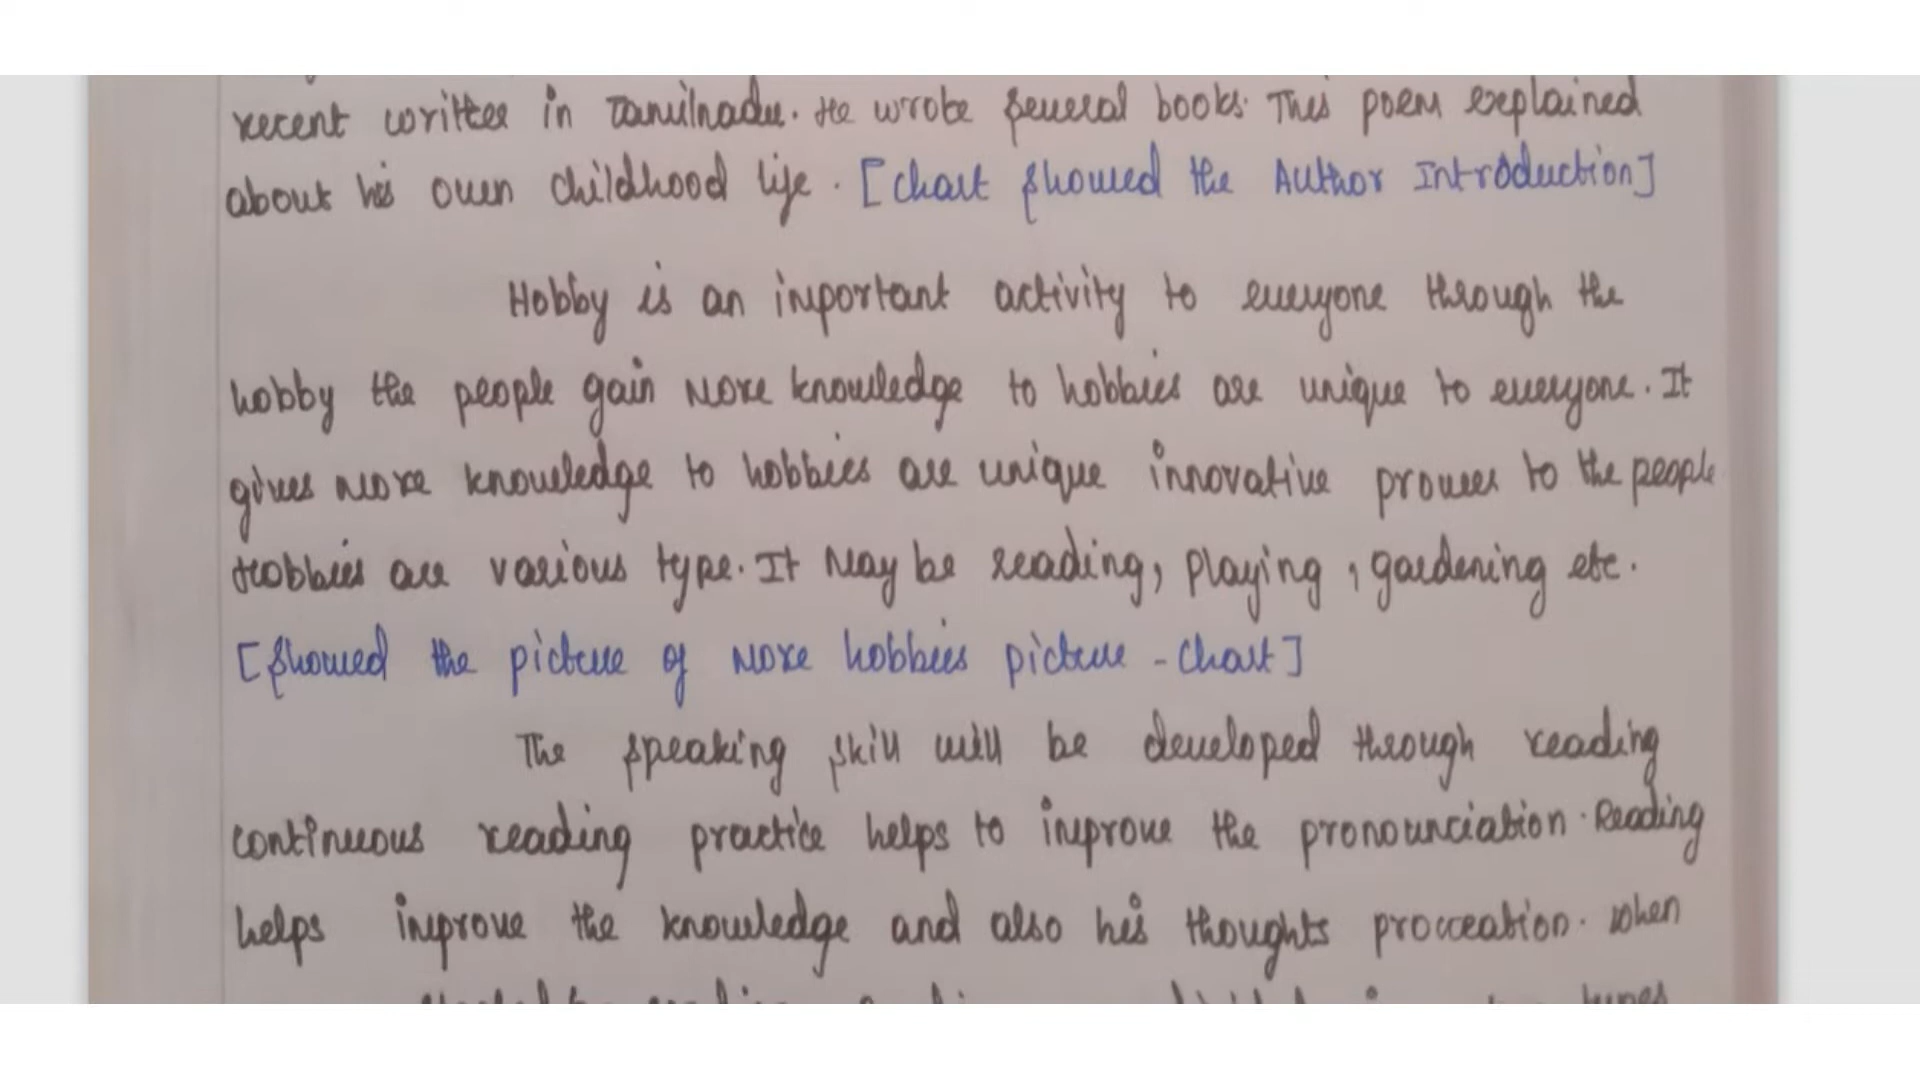 recent writter in Tamilnadu. He wrote several books. This poem explained
about his own childhood life. [chart showed the Author Introduction]
Hobby is an important activity to everyone through the
hobby the people gain more knowledge to hobbies are unique to everyone. It
gives more knowledge to hobbies are unique innovative to the people
Hobbies are various type. It may be reading, playing, gardening etc.
[showed the picture of more hobbies picture - chart]
The speaking skill will be developed through reading
continuous reading practice helps to improve the pronounciation. Reading
helps improve the knowledge and also his thoughts. When